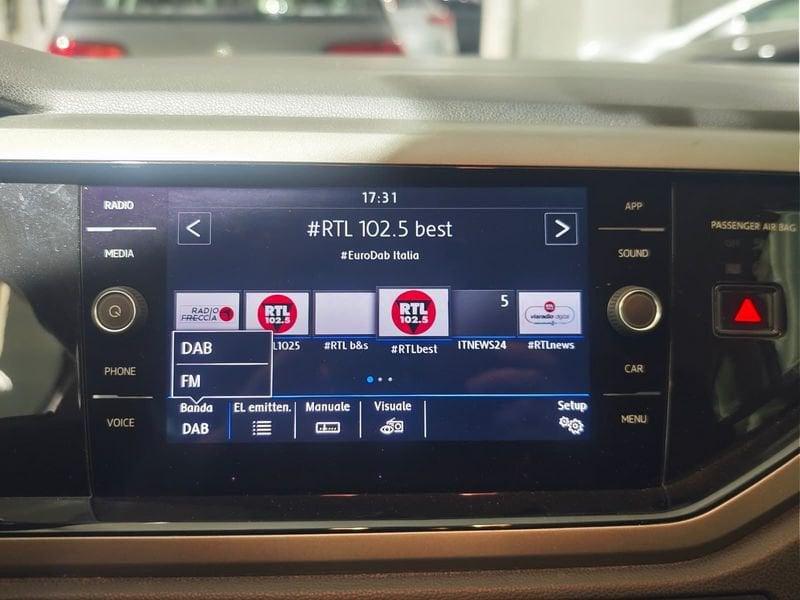 17:31
RADIO
APP
< #RTL 102.5 best >
PASSENGER AIR BAG
#EuroDab Italia
MEDIA
SOUND
RADIO
FRECCIA
RTL
102.5
RTL
102.5
5
viaradio digital
L1025
#RTL b&s
#RTLbest
ITNEWS24
#RTLnews
DAB
FM
PHONE
CAR
Banda
EL emitten.
Manuale
Visuale
Setup
DAB
VOICE
MENU